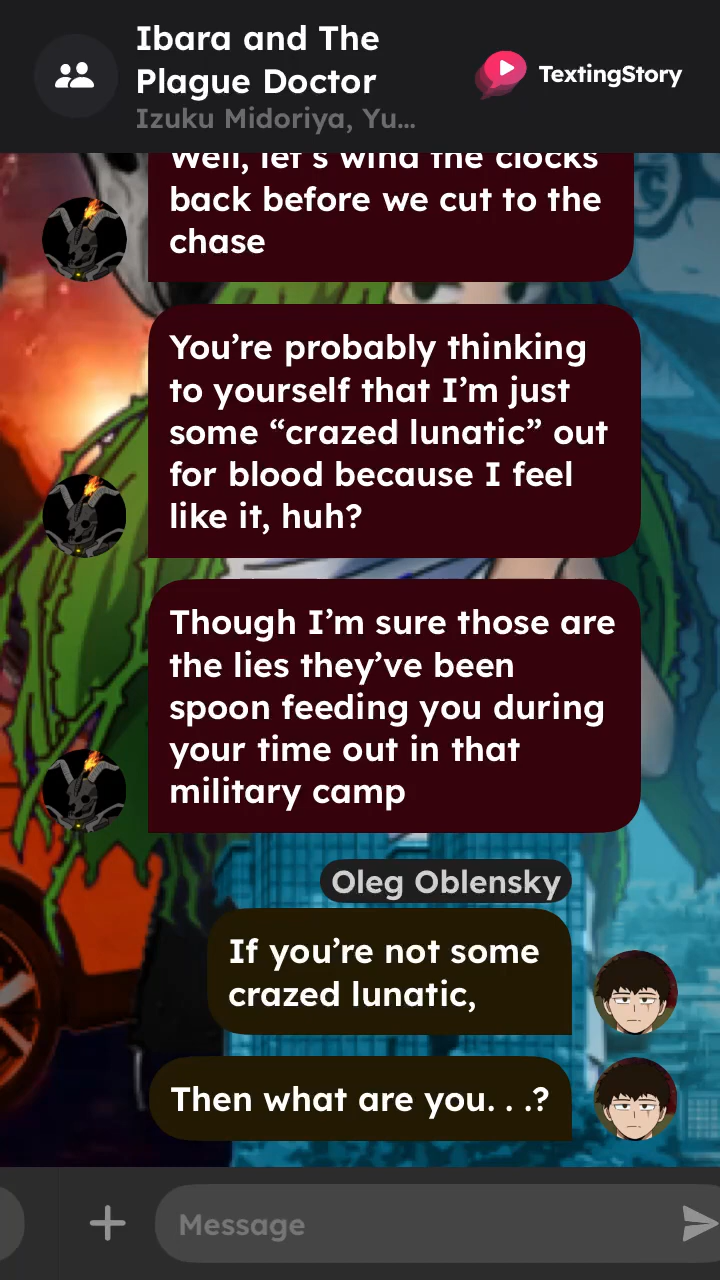 Ibara and The
Plague Doctor
Izuku Midoriya, Yu...
TextingStory
Well, let's wind the clocks
back before we cut to the
chase
You’re probably thinking
to yourself that I’m just
some “crazed lunatic” out
for blood because I feel
like it, huh?
Though I’m sure those are
the lies they’ve been
spoon feeding you during
your time out in that
military camp
Oleg Oblensky
If you’re not some
crazed lunatic,
Then what are you. . .?
Message